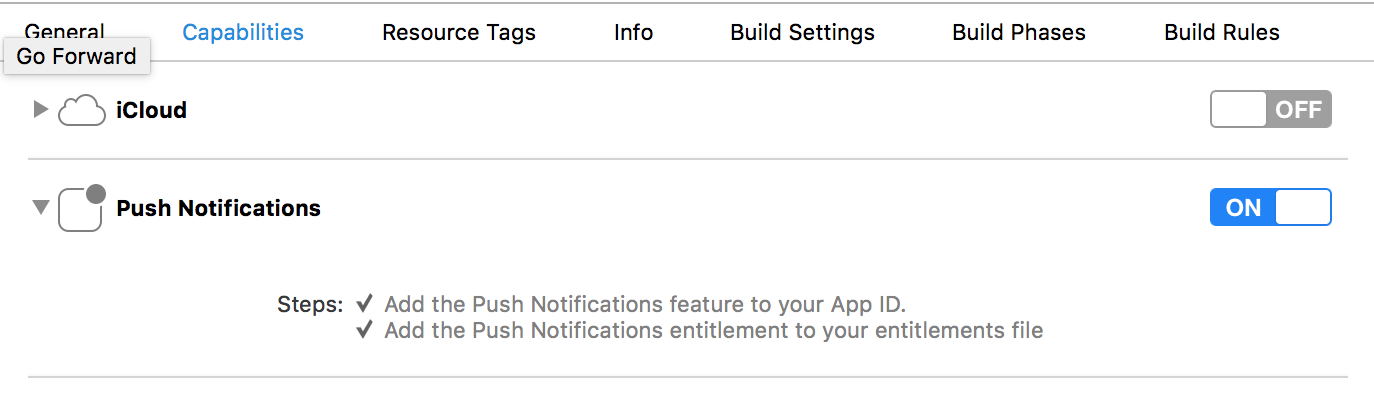 General Capabilities Resource Tags Info Build Settings Build Phases Build Rules
Go Forward
iCloud OFF
Push Notifications ON
Steps: ✓ Add the Push Notifications feature to your App ID.
✓ Add the Push Notifications entitlement to your entitlements file